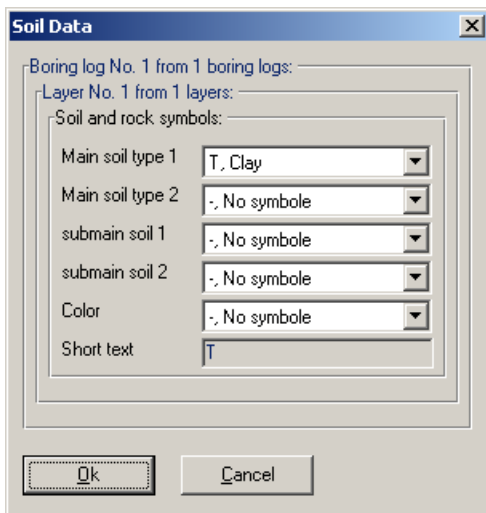 Soil Data
Boring log No. 1 from 1 boring logs:
Layer No. 1 from 1 layers:
Soil and rock symbols:
Main soil type 1 T, Clay
Main soil type 2 -, No symbole
submain soil 1 -, No symbole
submain soil 2 -, No symbole
Color -, No symbole
Short text T
Ok Cancel